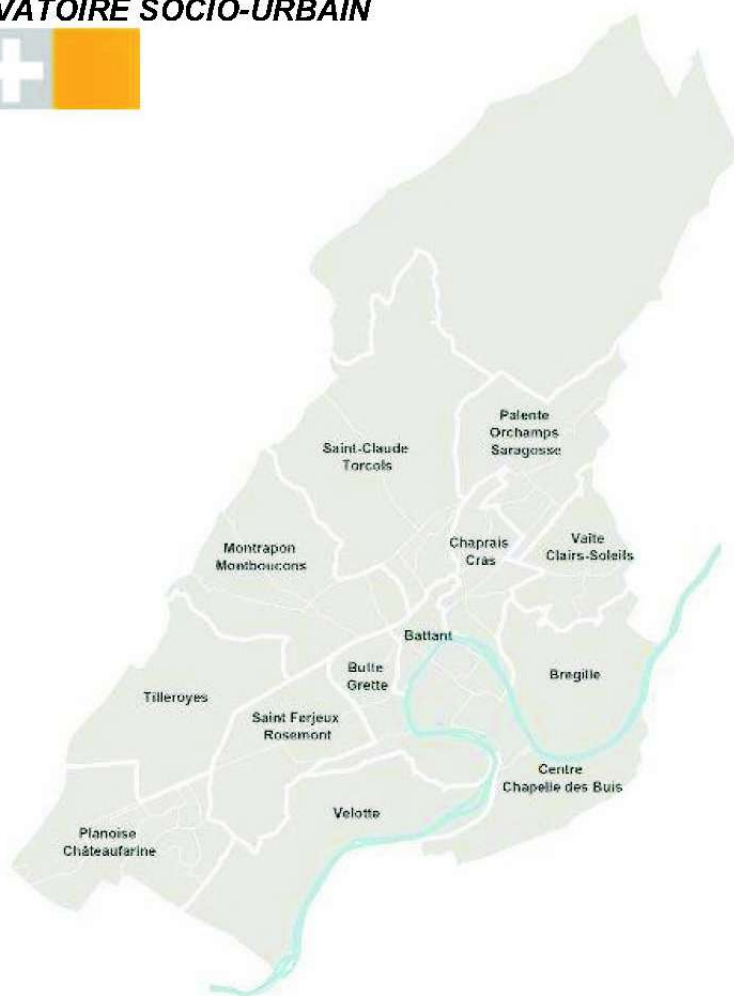 VATOIRE SOCIO-URBAIN
Palente
Orchamps
Saragosse
Saint-Claude
Torcols
Chaprais
Cras
Vaîte
Clairs-Soleils
Montrapon
Montboucons
Battant
Butte
Grette
Bregille
Tilleroyes
Saint Ferjeux
Rosemont
Centre
Chapelle des Buis
Velotte
Planoise
Châteaufarine